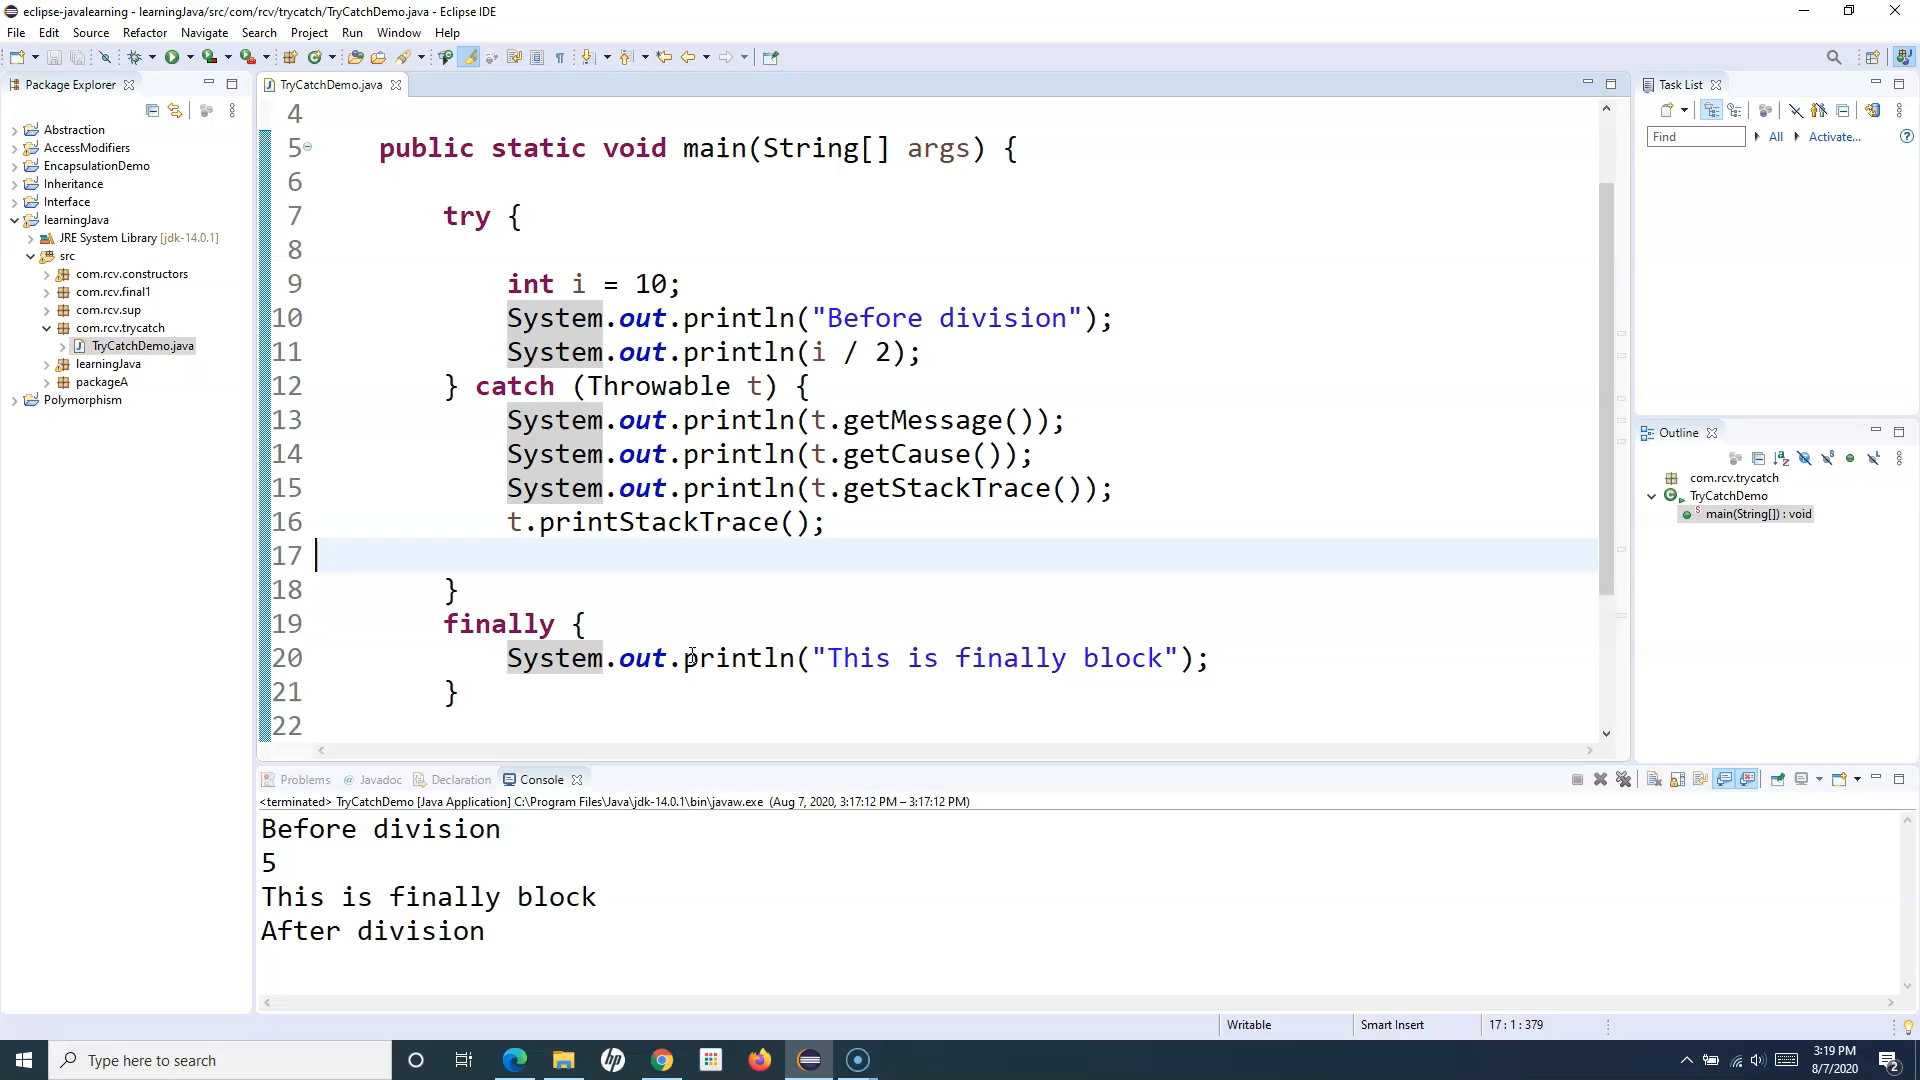 eclipse-javalearning - learningJava/src/com/rcv/trycatch/TryCatchDemo.java - Eclipse IDE
File Edit Source Refactor Navigate Search Project Run Window Help
Package Explorer
Abstraction
AccessModifiers
EncapsulationDemo
Inheritance
Interface
learningJava
JRE System Library [jdk-14.0.1]
src
com.rcv.constructors
com.rcv.final1
com.rcv.sup
com.rcv.trycatch
TryCatchDemo.java
learningJava
packageA
Polymorphism
TryCatchDemo.java
4
5 public static void main(String[] args) {
6
7 try {
8
9 int i = 10;
10 System.out.println("Before division");
11 System.out.println(i / 2);
12 } catch (Throwable t) {
13 System.out.println(t.getMessage());
14 System.out.println(t.getCause());
15 System.out.println(t.getStackTrace());
16 t.printStackTrace();
17
18 }
19 finally {
20 System.out.println("This is finally block");
21 }
22
Task List
Find All Activate...
Outline
com.rcv.trycatch
TryCatchDemo
main(String[]) : void
Problems Javadoc Declaration Console
<terminated> TryCatchDemo [Java Application] C:\Program Files\Java\jdk-14.0.1\bin\javaw.exe (Aug 7, 2020, 3:17:12 PM – 3:17:12 PM)
Before division
5
This is finally block
After division
Writable Smart Insert 17 : 1 : 379
Type here to search
hp
3:19 PM
8/7/2020
2